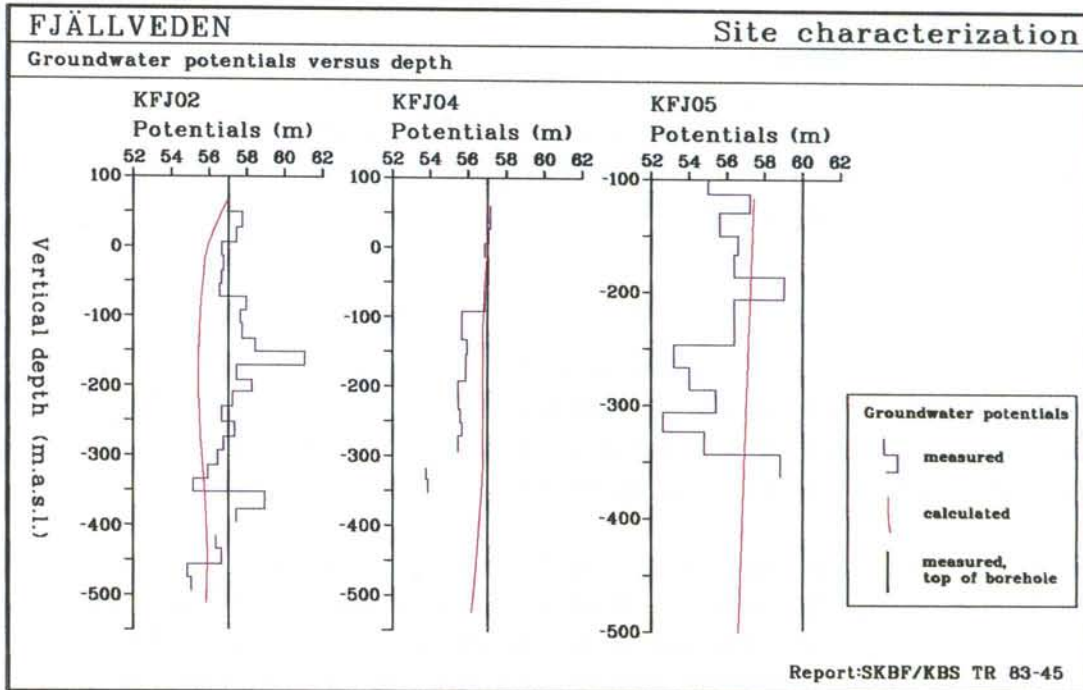 FJÄLLVEDEN
Site characterization
Groundwater potentials versus depth
KFJ02
Potentials (m)
52 54 56 58 60 62
KFJ04
Potentials (m)
52 54 56 58 60 62
KFJ05
Potentials (m)
52 54 56 58 60 62
Vertical depth (m.a.s.l.)
100
0
-100
-200
-300
-400
-500
100
0
-100
-200
-300
-400
-500
-100
-200
-300
-400
-500
Groundwater potentials
measured
calculated
measured,
top of borehole
Report:SKBF/KBS TR 83-45